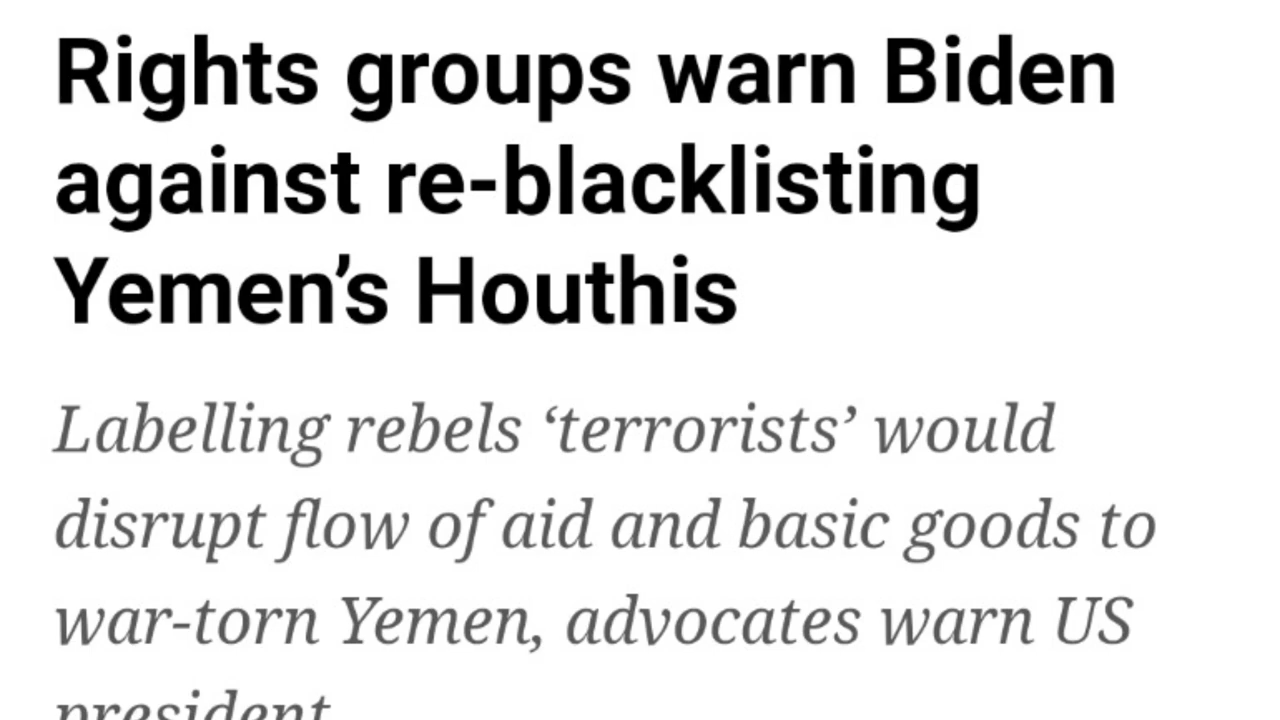 Rights groups warn Biden
against re-blacklisting
Yemen’s Houthis
Labelling rebels ‘terrorists’ would
disrupt flow of aid and basic goods to
war-torn Yemen, advocates warn US
president